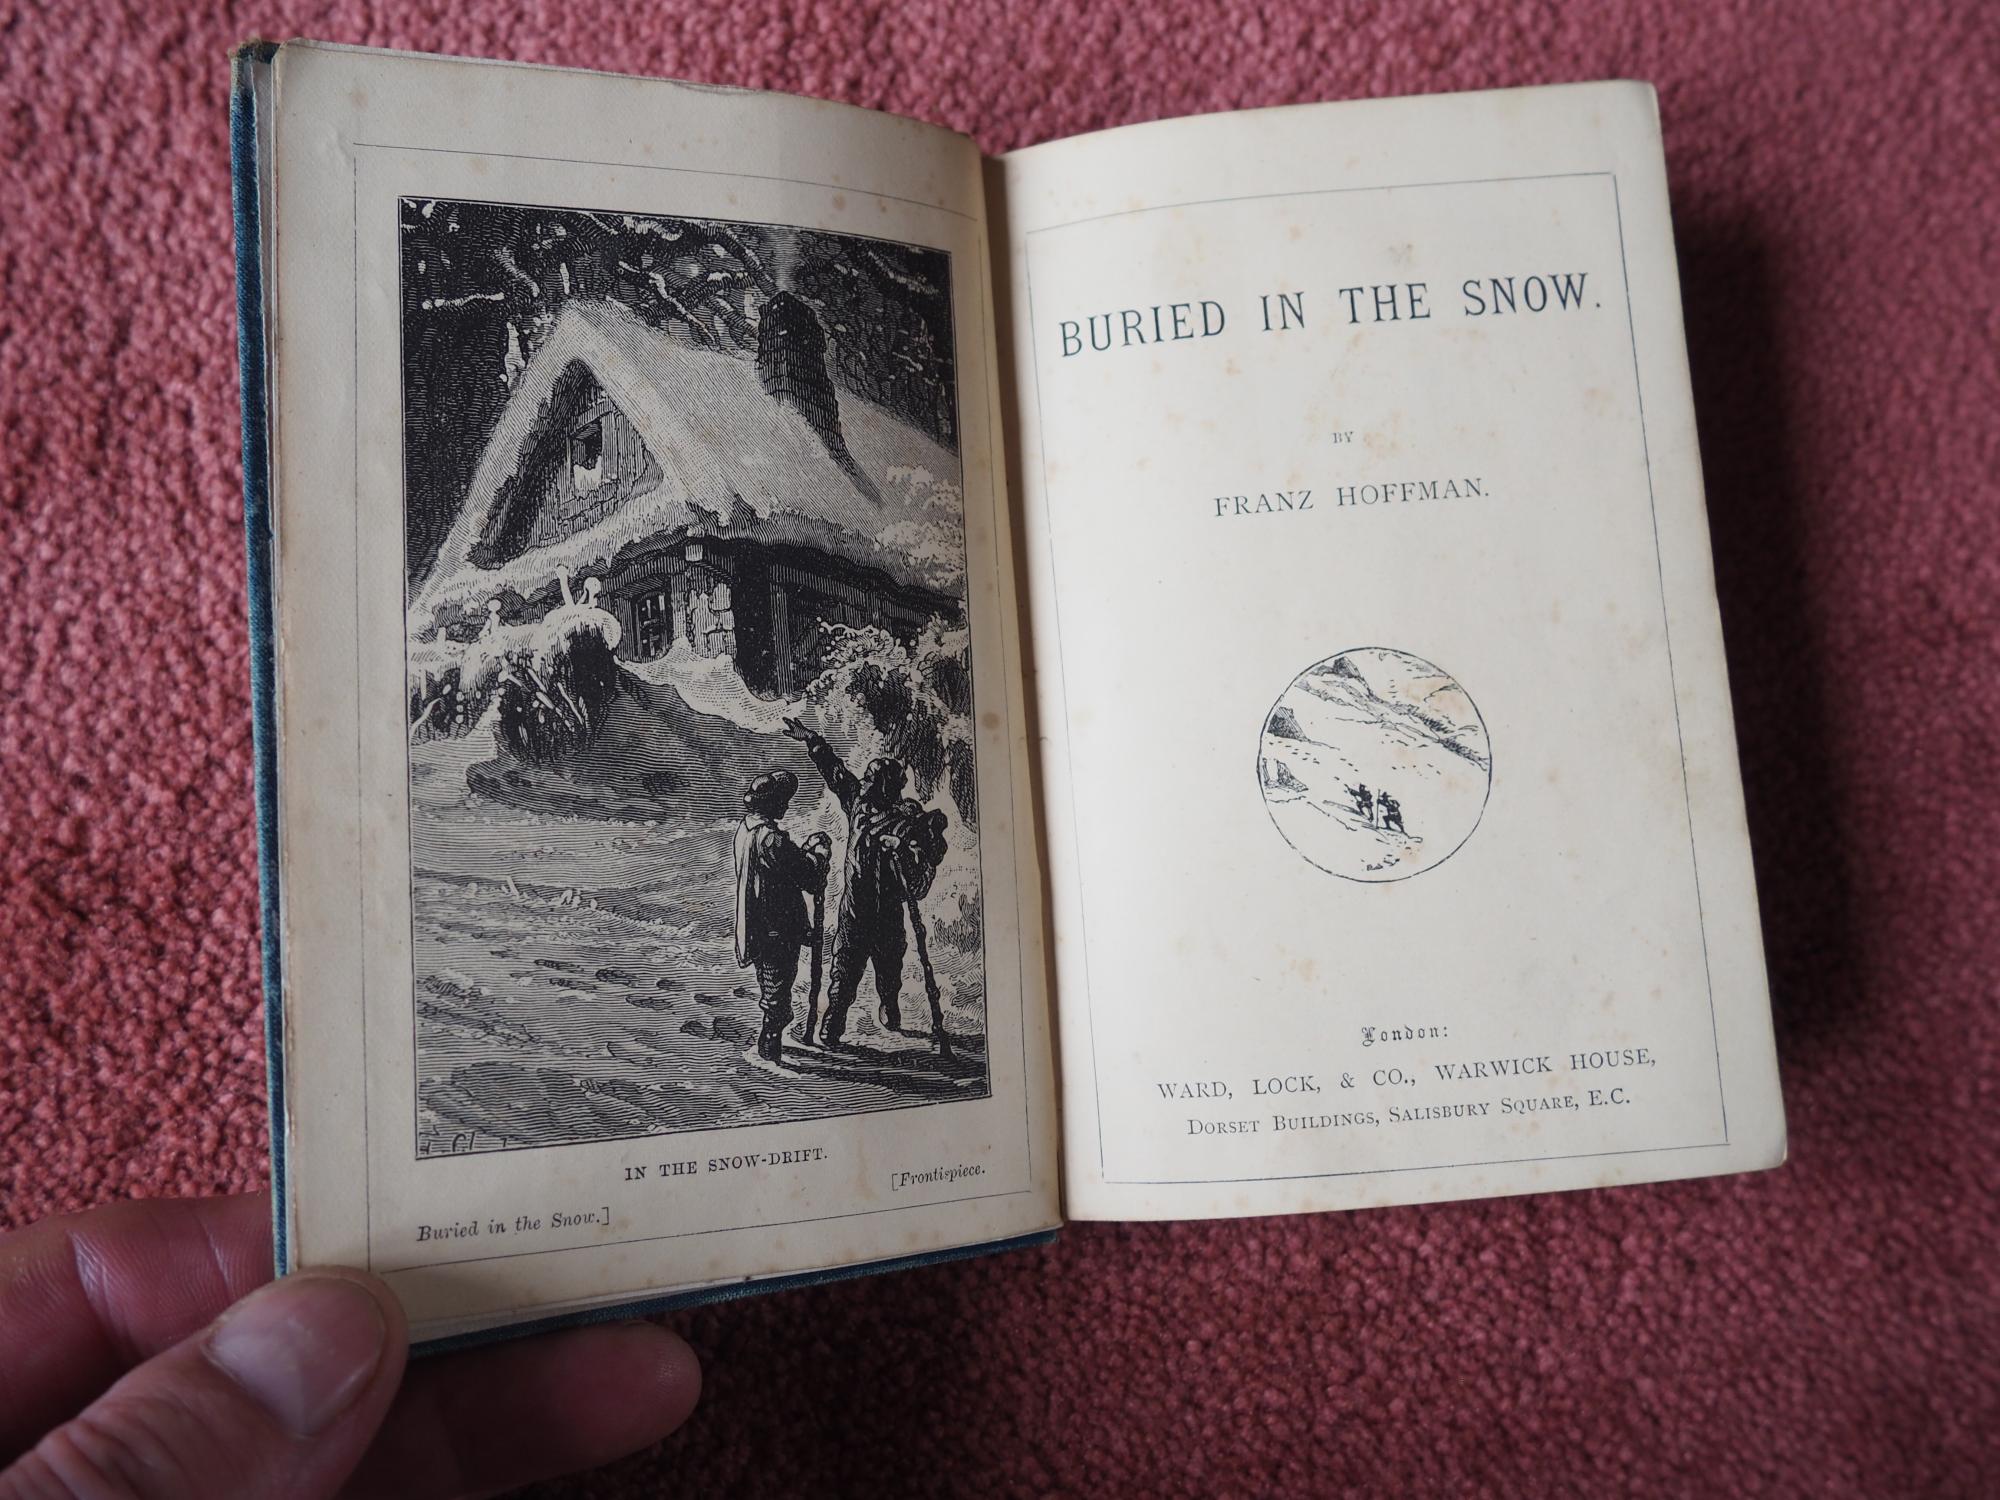 IN THE SNOW-DRIFT.
[Frontispiece.
Buried in the Snow.]
BURIED IN THE SNOW.
BY
FRANZ HOFFMAN.
London:
WARD, LOCK, & CO., WARWICK HOUSE,
DORSET BUILDINGS, SALISBURY SQUARE, E.C.